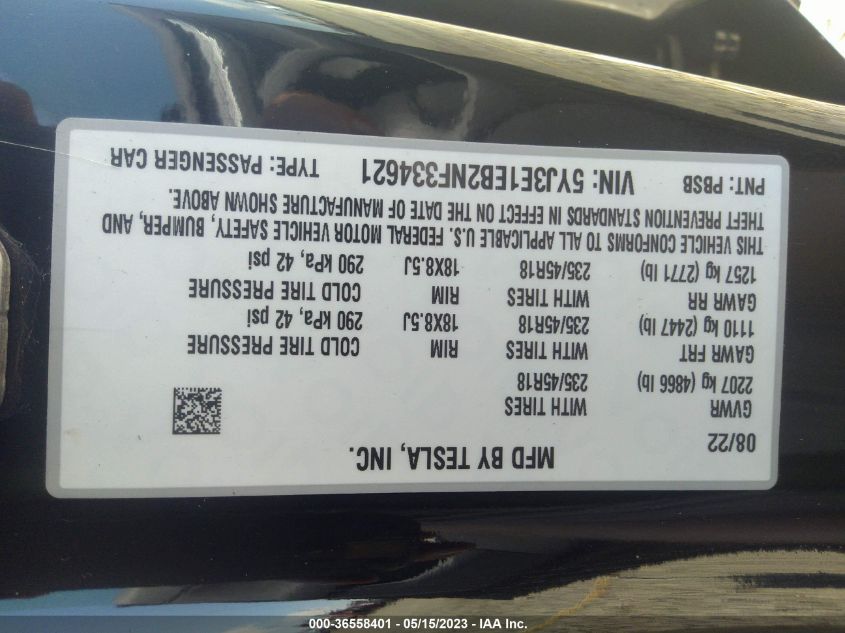 MFD BY TESLA, INC.
08/22
GVWR WITH TIRES
2207 kg (4866 lb) 235/45R18
GAWR FRT WITH TIRES RIM COLD TIRE PRESSURE
1110 kg (2447 lb) 235/45R18 18X8.5J 290 kPa, 42 psi
GAWR RR WITH TIRES RIM COLD TIRE PRESSURE
1257 kg (2771 lb) 235/45R18 18X8.5J 290 kPa, 42 psi
THIS VEHICLE CONFORMS TO ALL APPLICABLE U.S. FEDERAL MOTOR VEHICLE SAFETY, BUMPER, AND
THEFT PREVENTION STANDARDS IN EFFECT ON THE DATE OF MANUFACTURE SHOWN ABOVE.
PNT: PBSB VIN: 5YJ3E1EB2NF334621 TYPE: PASSENGER CAR
000-36558401 - 05/15/2023 - IAA Inc.